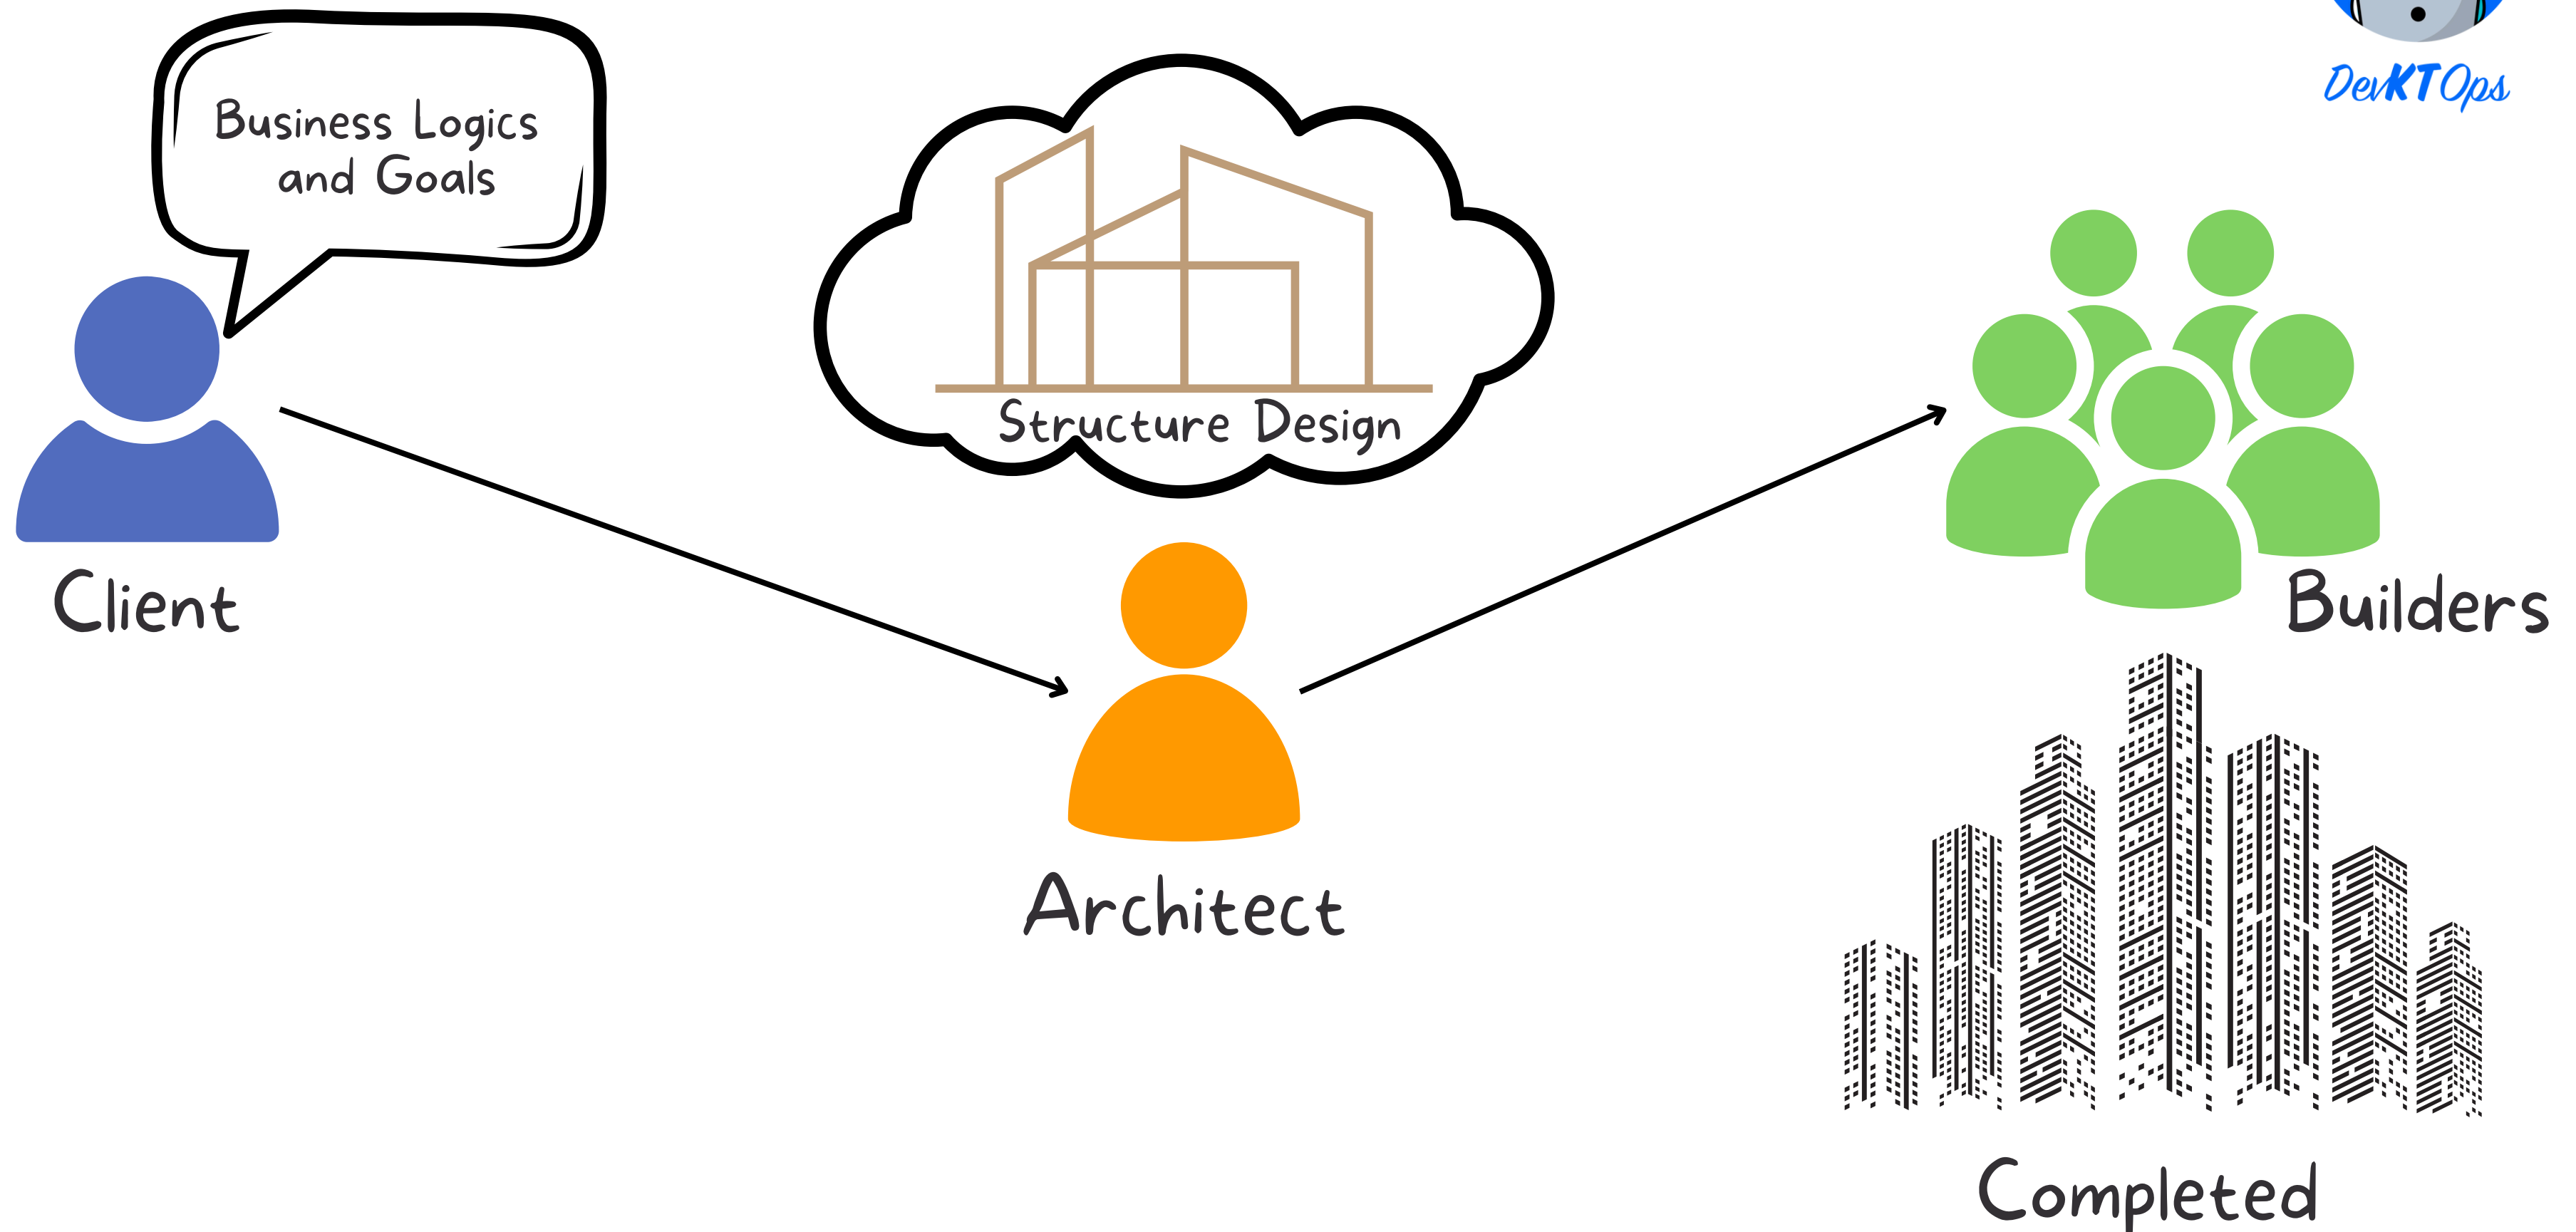 Business Logics
and Goals
DevKTOps
Structure Design
Client
Builders
Architect
Completed